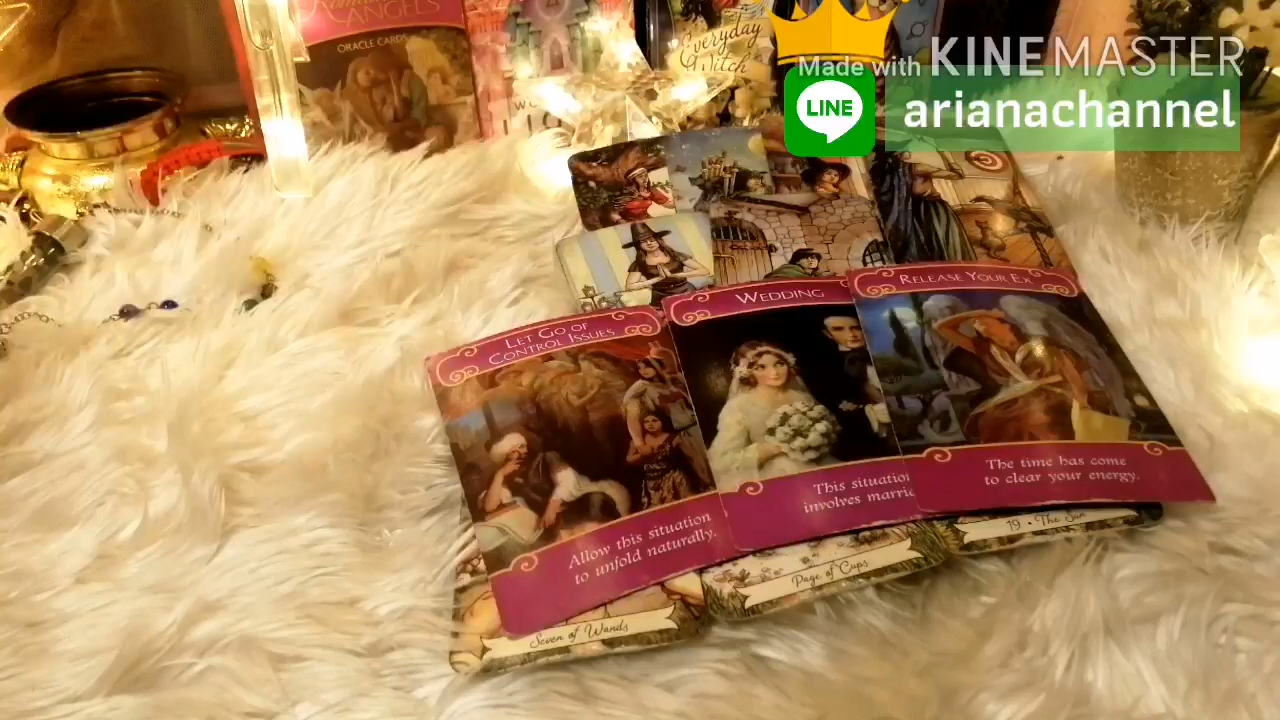 Romance
ANGELS
ORACLE CARDS
Everyday
Witch
Made with KINEMASTER
LINE
arianachannel
RELEASE YOUR EX
WEDDING
LET GO OF
CONTROL ISSUES
The time has come
to clear your energy.
This situation
involves
Allow this situation
to unfold naturally.
19 • The Sun
Page of Cups
Seven of Wands